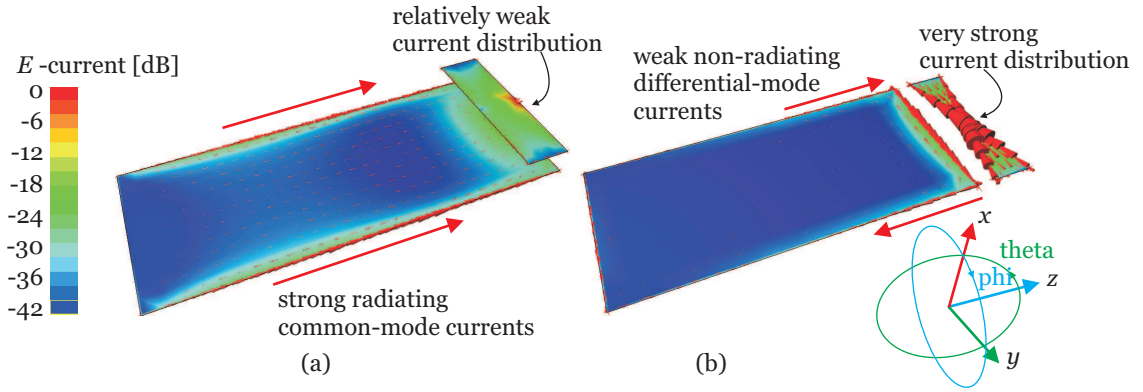 relatively weak
current distribution
E -current [dB]
0
-6
-12
-18
-24
-30
-36
-42
strong radiating
common-mode currents
(a)
weak non-radiating
differential-mode
currents
very strong
current distribution
x
theta
phi
z
y
(b)